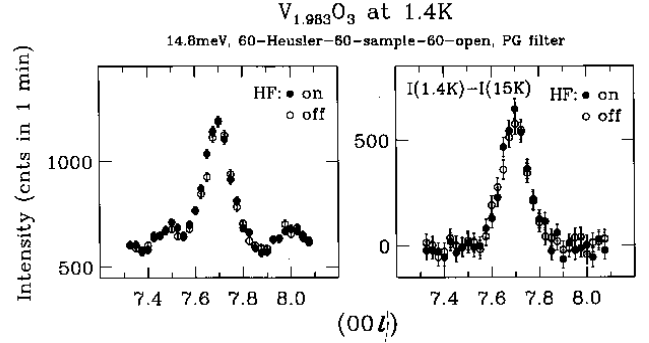 V1.983O3 at 1.4K
14.8meV, 60-Heusler-60-sample-60-open, PG filter
Intensity (cnts in 1 min)
HF: ● on
○ off
1000
500
7.4 7.6 7.8 8.0
I(1.4K)-I(15K)
HF: ● on
○ off
500
0
7.4 7.6 7.8 8.0
(00l)